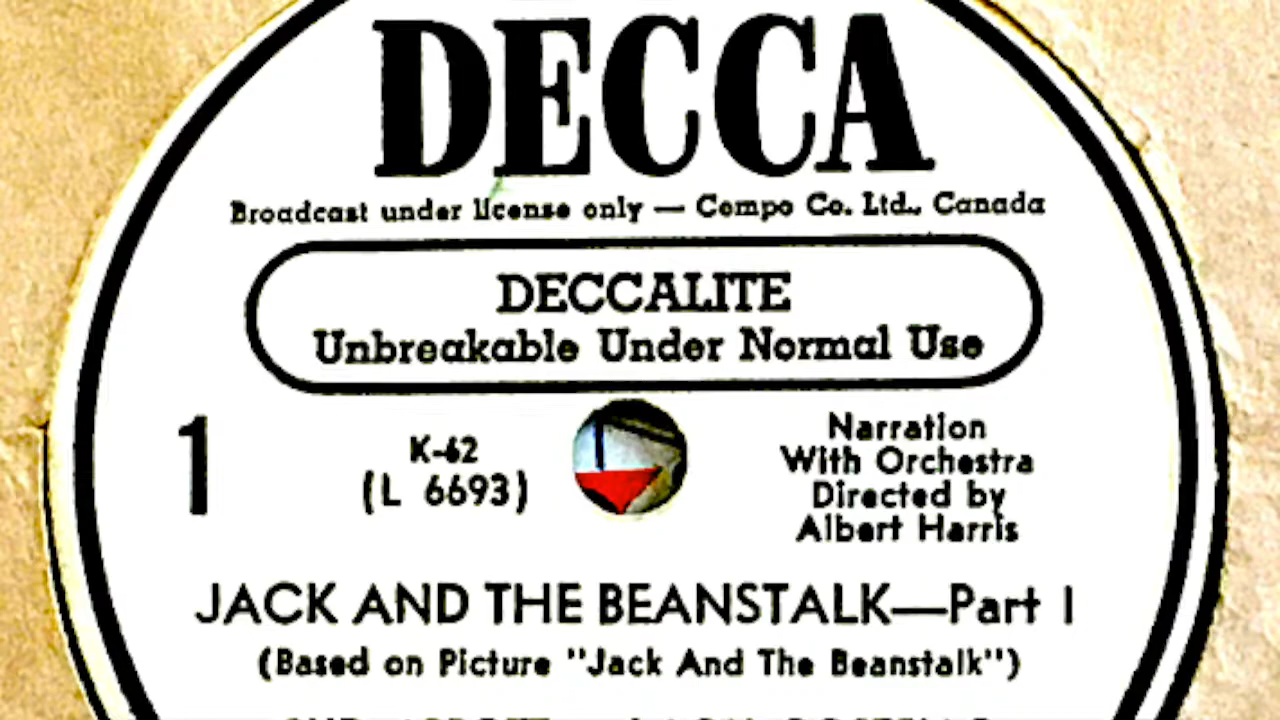 DECCA
Broadcast under license only — Compo Co. Ltd., Canada
DECCALITE
Unbreakable Under Normal Use
1
K-62
(L 6693)
Narration
With Orchestra
Directed by
Albert Harris
JACK AND THE BEANSTALK—Part 1
(Based on Picture "Jack And The Beanstalk")